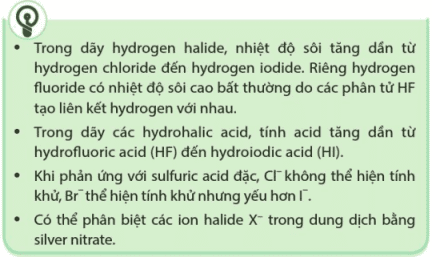 • Trong dãy hydrogen halide, nhiệt độ sôi tăng dần từ
hydrogen chloride đến hydrogen iodide. Riêng hydrogen
fluoride có nhiệt độ sôi cao bất thường do các phân tử HF
tạo liên kết hydrogen với nhau.
• Trong dãy các hydrohalic acid, tính acid tăng dần từ
hydrofluoric acid (HF) đến hydroiodic acid (HI).
• Khi phản ứng với sulfuric acid đặc, Cl⁻ không thể hiện tính
khử, Br⁻ thể hiện tính khử nhưng yếu hơn I⁻.
• Có thể phân biệt các ion halide X⁻ trong dung dịch bằng
silver nitrate.